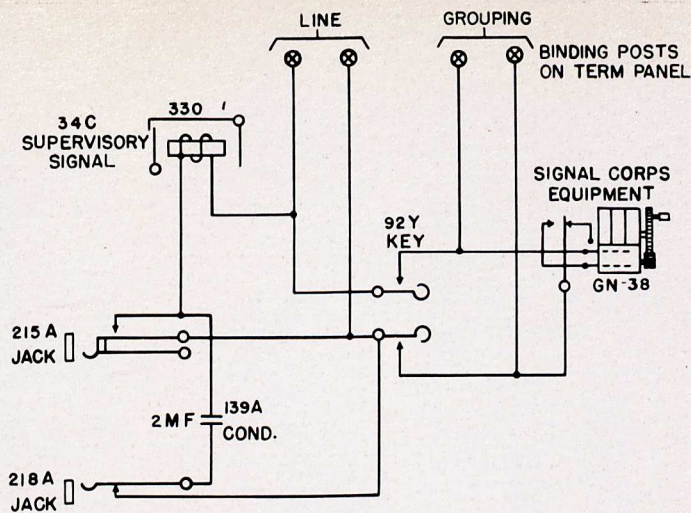 LINE
GROUPING
BINDING POSTS
ON TERM PANEL
330
34C
SUPERVISORY
SIGNAL
SIGNAL CORPS
EQUIPMENT
92Y
KEY
GN-38
215A
JACK
2MF
139A
COND.
218A
JACK